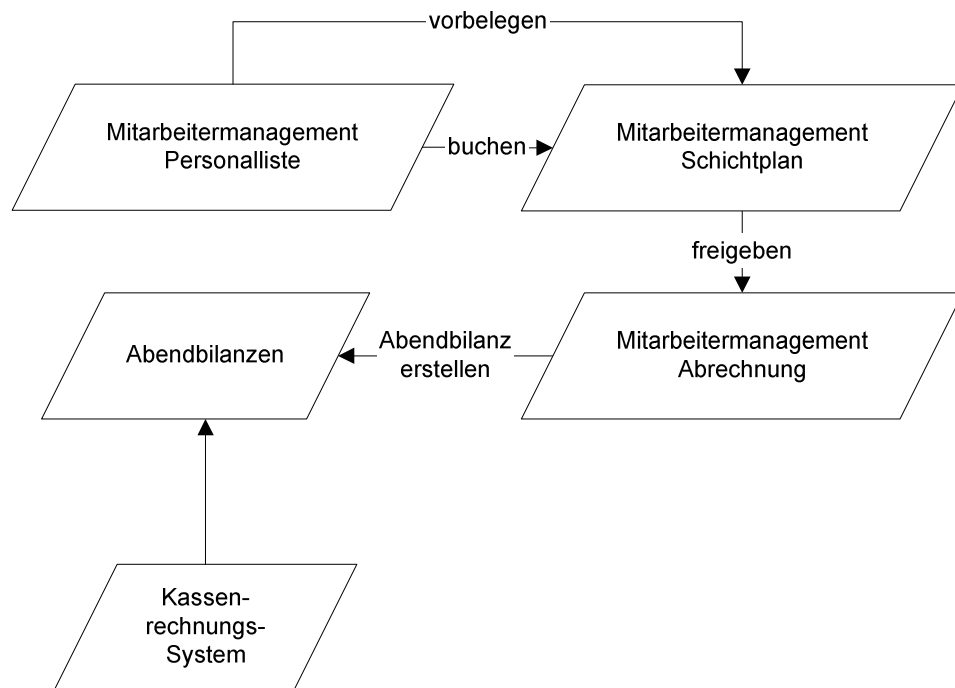 vorbelegen
Mitarbeitermanagement
Personalliste
buchen
Mitarbeitermanagement
Schichtplan
freigeben
Abendbilanzen
Abendbilanz
erstellen
Mitarbeitermanagement
Abrechnung
Kassen-
rechnungs-
System